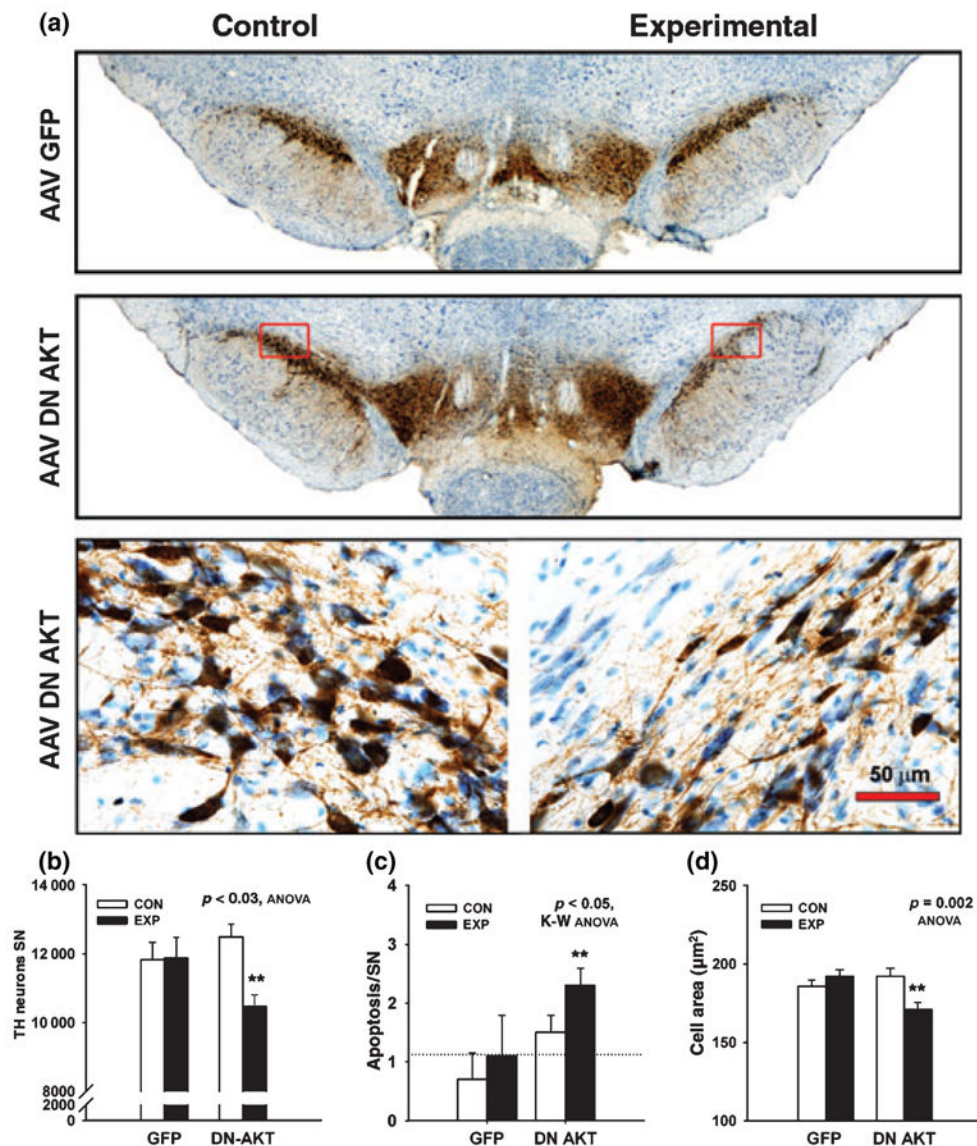 (a)
Control
Experimental
AAV GFP
AAV DN AKT
AAV DN AKT
50 µm
(b)
14 000
12 000
10 000
8000
2000
0
TH neurons SN
CON
EXP
p < 0.03, ANOVA
**
GFP
DN-AKT
(c)
4
3
2
1
0
Apoptosis/SN
CON
EXP
p < 0.05,
K-W ANOVA
**
GFP
DN AKT
(d)
250
200
150
100
Cell area (µm²)
CON
EXP
p = 0.002
ANOVA
**
GFP
DN AKT